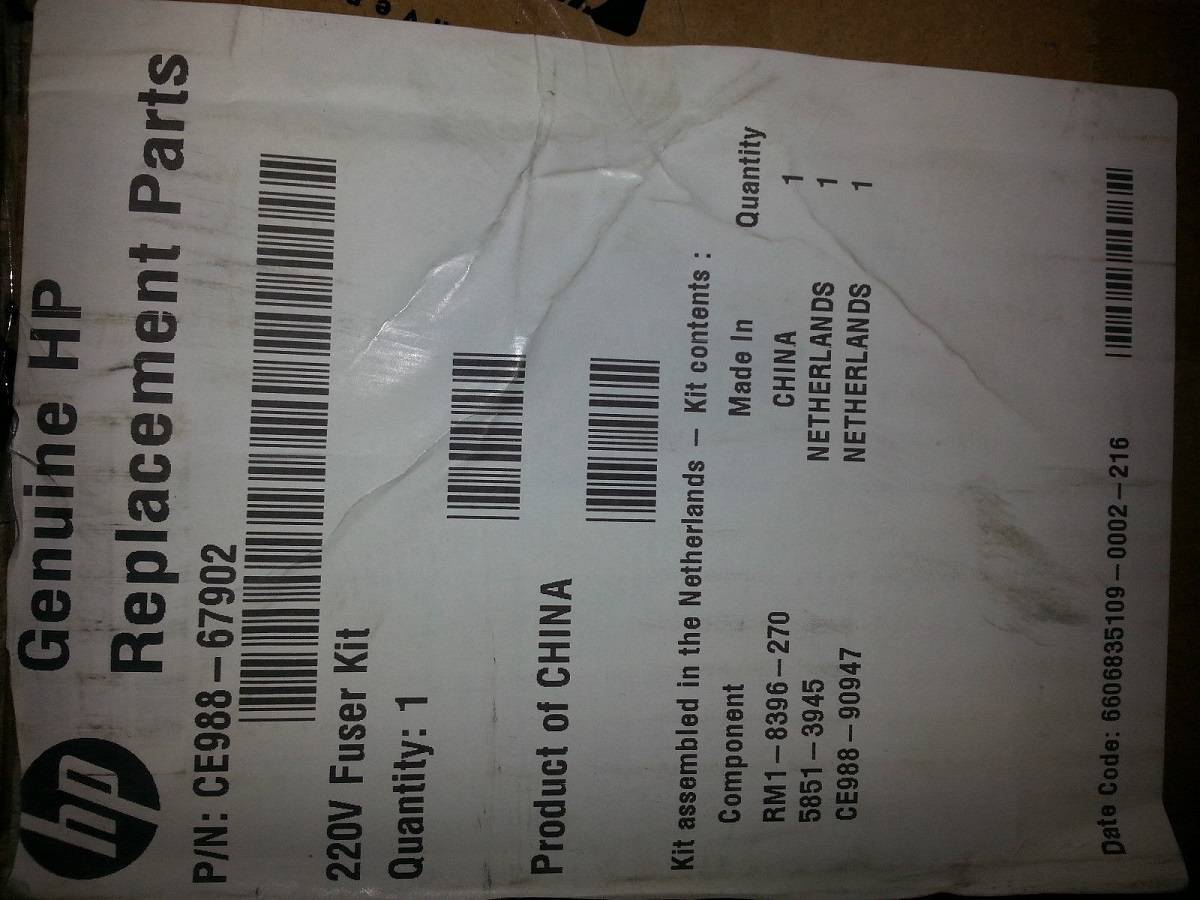 hp
Genuine HP
Replacement Parts
P/N: CE988-67902
220V Fuser Kit
Quantity: 1
Product of CHINA
Kit assembled in the Netherlands - Kit contents :
Component Made In Quantity
RM1-8396-270 CHINA 1
5851-3945 NETHERLANDS 1
CE988-90947 NETHERLANDS 1
Date Code: 6606835109-0002-216